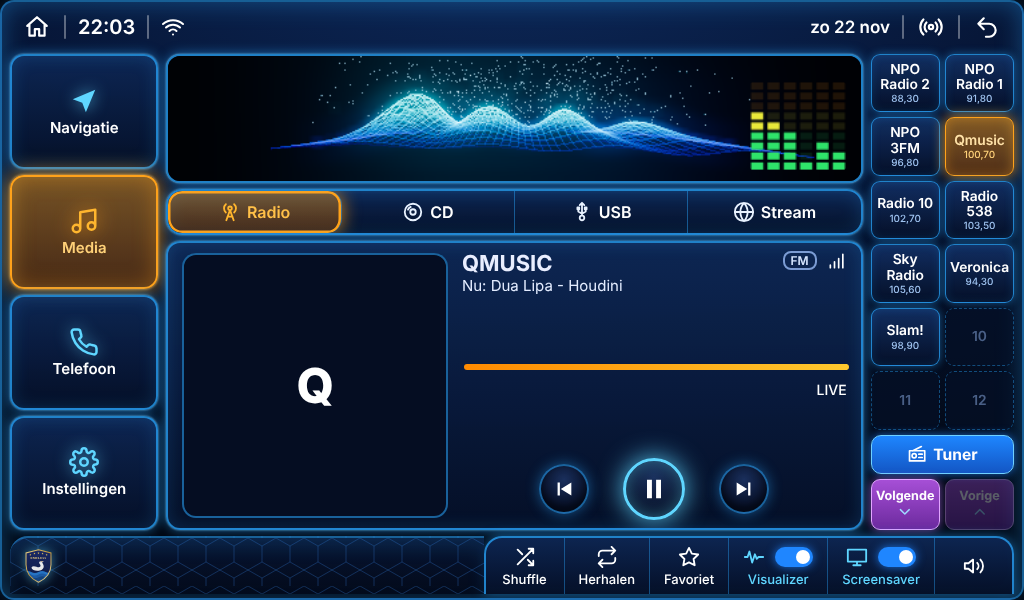 22:03
zo 22 nov
Navigatie
Media
Telefoon
Instellingen
Radio
CD
USB
Stream
QMUSIC
FM
Nu: Dua Lipa - Houdini
Q
LIVE
NPO
Radio 2
88,30
NPO
Radio 1
91,80
NPO
3FM
96,80
Qmusic
100,70
Radio 10
102,70
Radio
538
103,50
Sky
Radio
105,60
Veronica
94,30
Slam!
98,90
10
11
12
Tuner
Volgende
Vorige
Shuffle
Herhalen
Favoriet
Visualizer
Screensaver